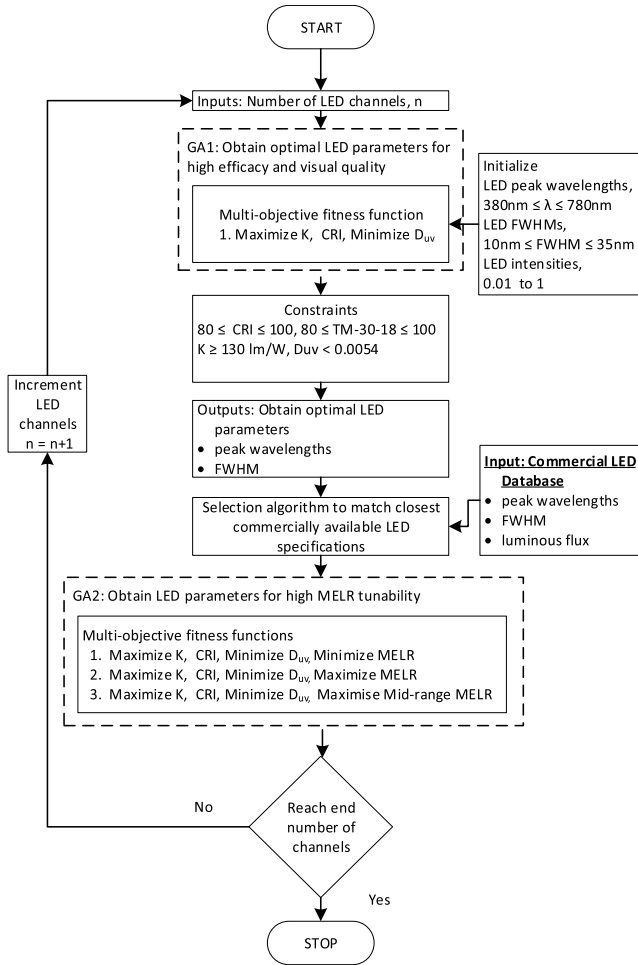 START
Inputs: Number of LED channels, n
GA1: Obtain optimal LED parameters for
high efficacy and visual quality
Multi-objective fitness function
1. Maximize K, CRI, Minimize Duv
Initialize
LED peak wavelengths,
380nm ≤ λ ≤ 780nm
LED FWHMs,
10nm ≤ FWHM ≤ 35nm
LED intensities,
0.01 to 1
Constraints
80 ≤ CRI ≤ 100, 80 ≤ TM-30-18 ≤ 100
K ≥ 130 lm/W, Duv < 0.0054
Increment
LED
channels
n = n+1
Outputs: Obtain optimal LED
parameters
• peak wavelengths
• FWHM
Input: Commercial LED
Database
• peak wavelengths
• FWHM
• luminous flux
Selection algorithm to match closest
commercially available LED
specifications
GA2: Obtain LED parameters for high MELR tunability
Multi-objective fitness functions
1. Maximize K, CRI, Minimize Duv, Minimize MELR
2. Maximize K, CRI, Minimize Duv, Maximize MELR
3. Maximize K, CRI, Minimize Duv, Maximise Mid-range MELR
No
Reach end
number of
channels
Yes
STOP